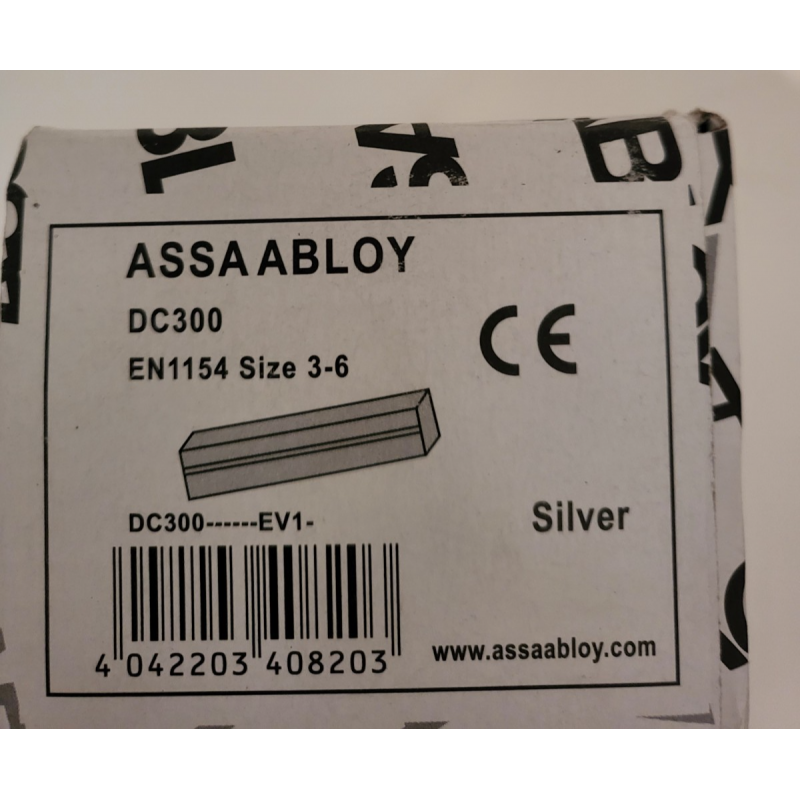 ASSA ABLOY
DC300
EN1154 Size 3-6
CE
DC300------EV1-
Silver
4 042203 408203
www.assaabloy.com